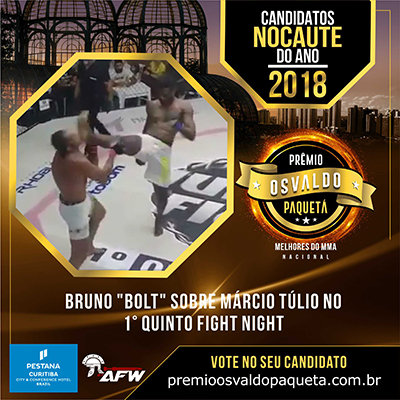 CANDIDATOS
NOCAUTE
DO ANO
2018
PRÊMIO
OSVALDO
PAQUETÁ
MELHORES DO MMA
NACIONAL
BRUNO "BOLT" SOBRE MÁRCIO TÚLIO NO
1° QUINTO FIGHT NIGHT
PESTANA
CURITIBA
CITY & CONFERENCE HOTEL
BRAZIL
AFW
VOTE NO SEU CANDIDATO
premioosvaldopaqueta.com.br